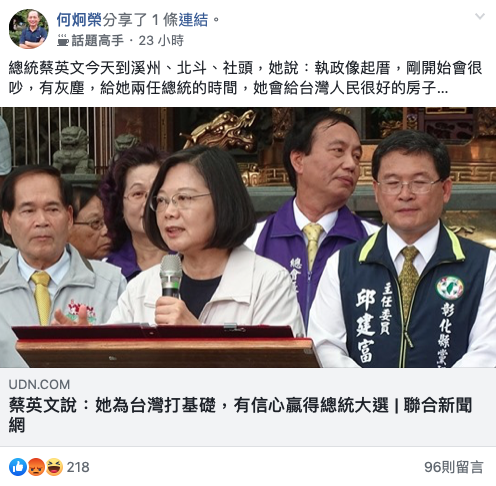 何炯榮分享了 1 條連結。
話題高手·23 小時
總統蔡英文今天到溪州、北斗、社頭，她說：執政像起厝，剛開始會很
吵，有灰塵，給她兩任總統的時間，她會給台灣人民很好的房子...
總會
主任委員
邱建富
彰化縣黨
UDN.COM
蔡英文說：她為台灣打基礎，有信心贏得總統大選 | 聯合新聞
網
218
96則留言